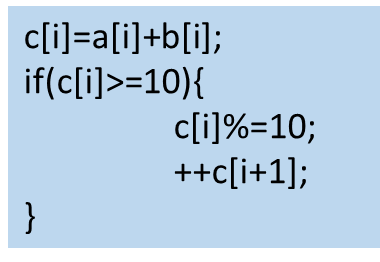 c[i]=a[i]+b[i];
if(c[i]>=10){
c[i]%=10;
++c[i+1];
}